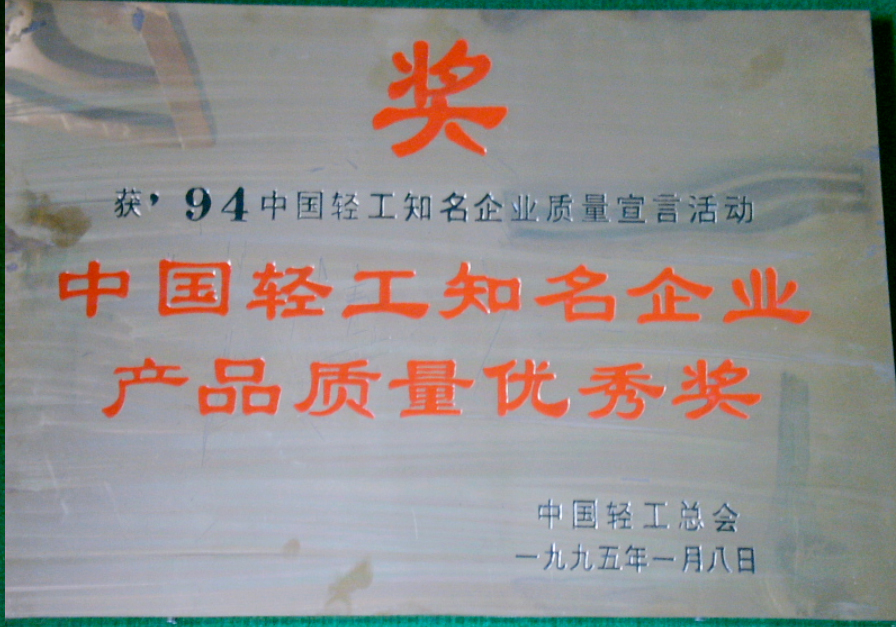 奖
获’94中国轻工知名企业质量宣言活动
中国轻工知名企业
产品质量优秀奖
中国轻工总会
一九九五年一月八日